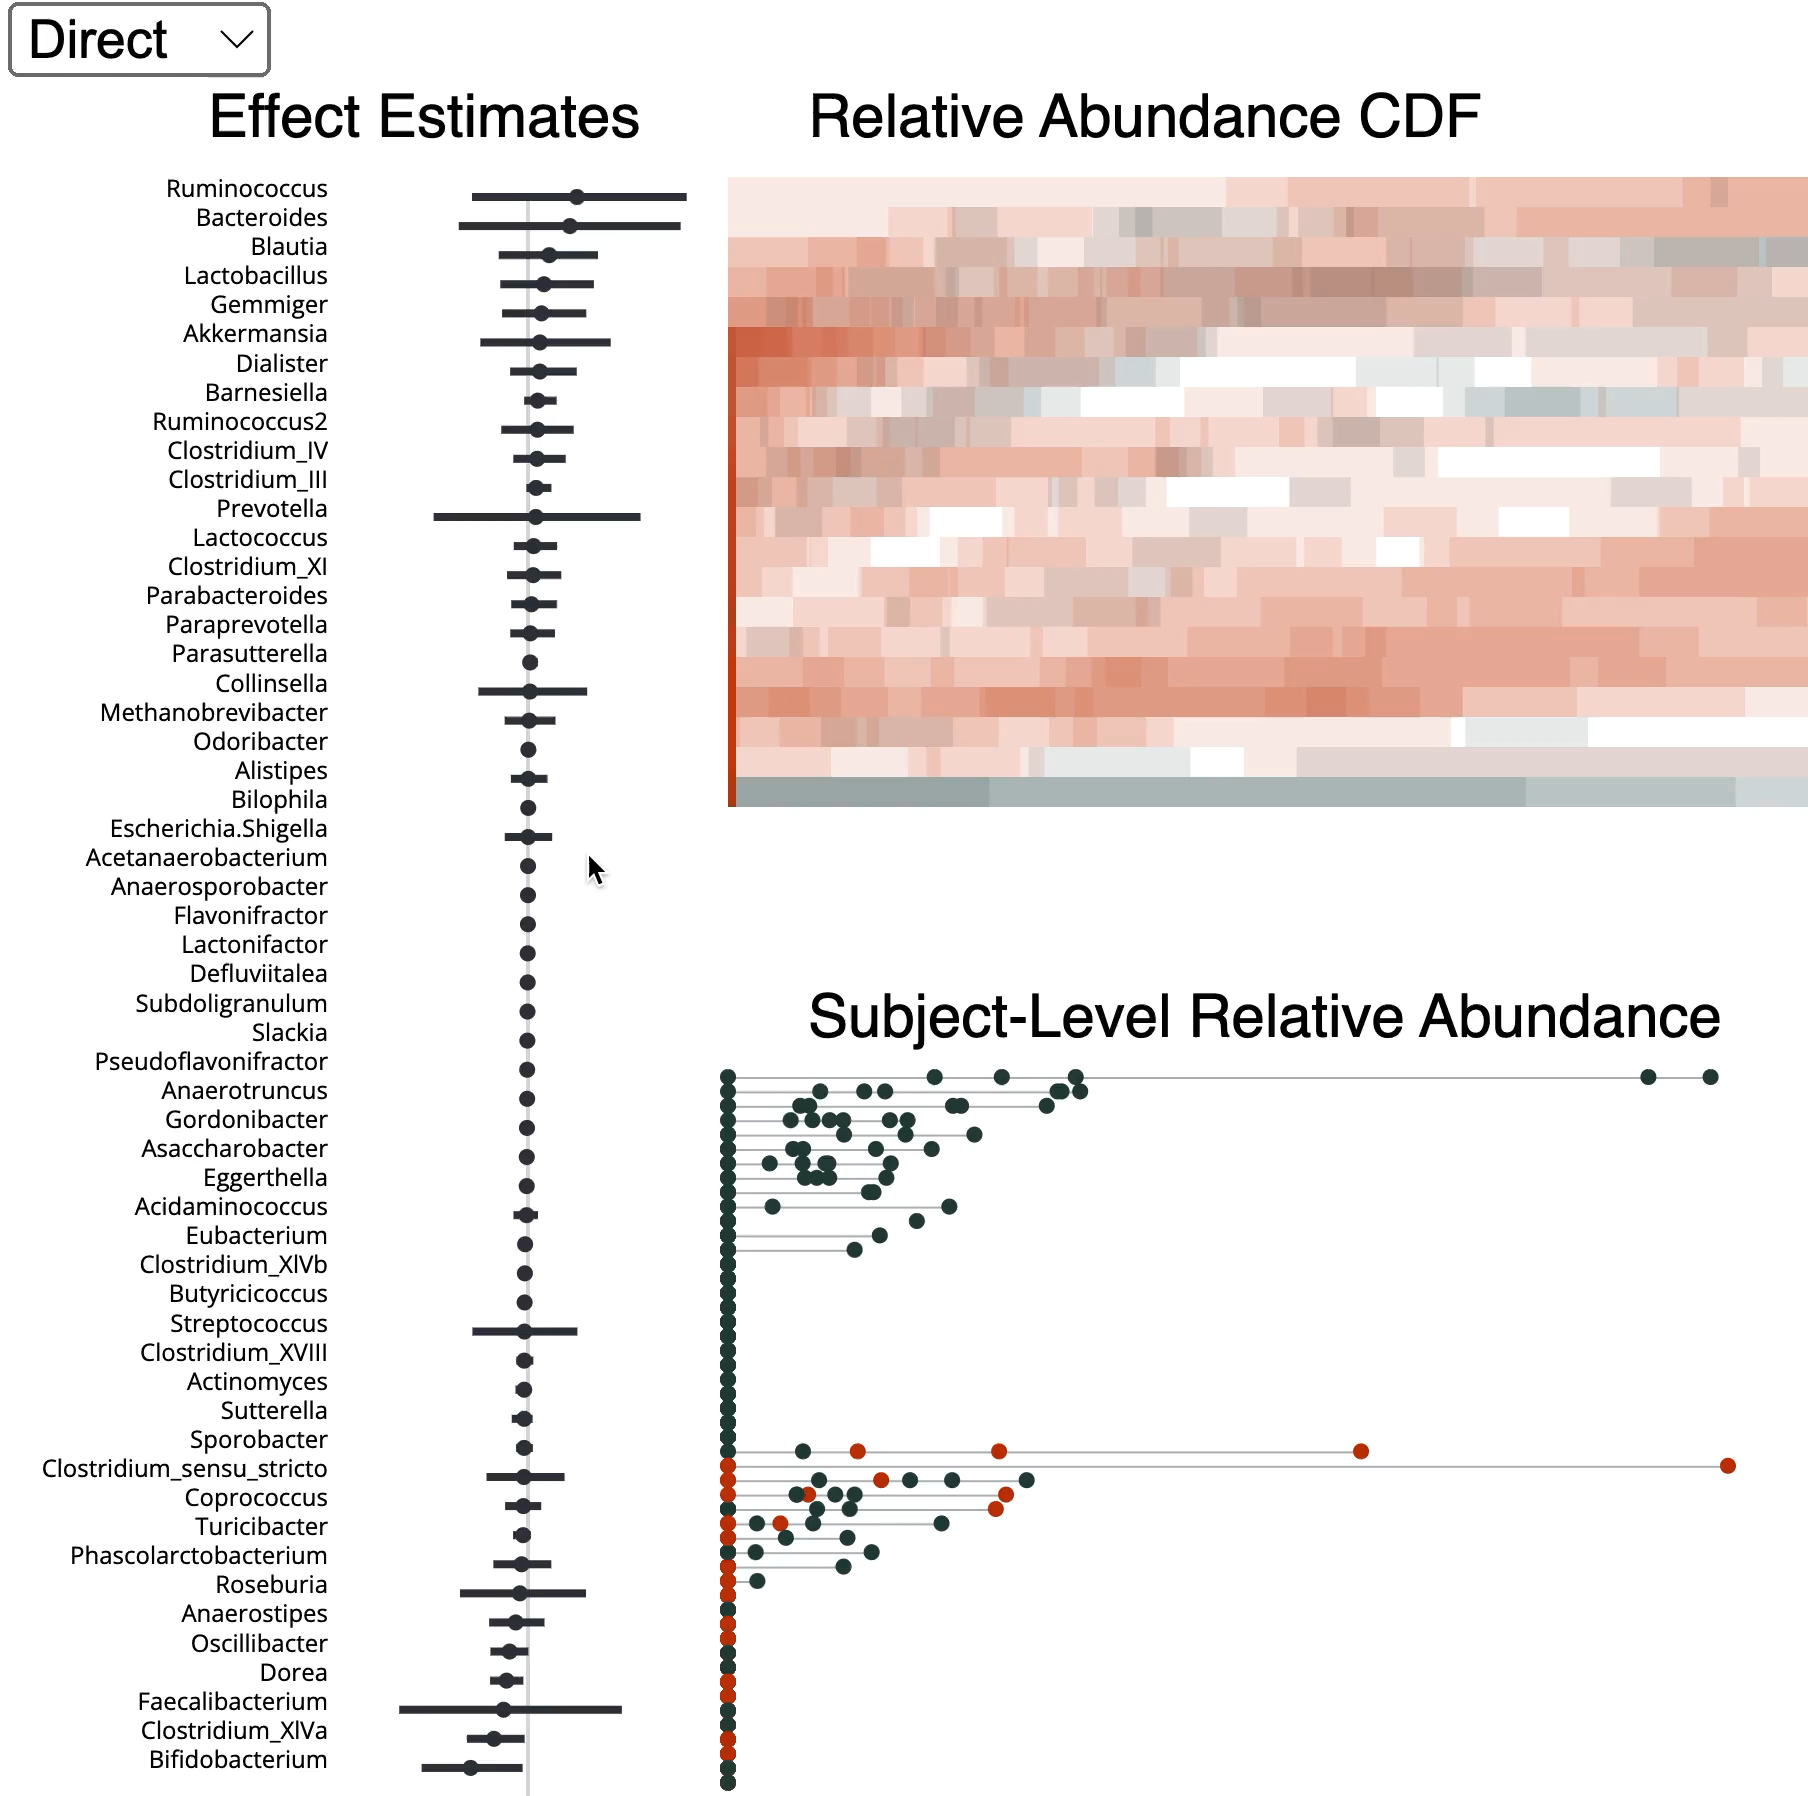 Direct
Effect Estimates
Relative Abundance CDF
Ruminococcus
Bacteroides
Blautia
Lactobacillus
Gemmiger
Akkermansia
Dialister
Barnesiella
Ruminococcus2
Clostridium_IV
Clostridium_III
Prevotella
Lactococcus
Clostridium_XI
Parabacteroides
Paraprevotella
Parasutterella
Collinsella
Methanobrevibacter
Odoribacter
Alistipes
Bilophila
Escherichia.Shigella
Acetanaerobacterium
Anaerosporobacter
Flavonifractor
Lactonifactor
Defluviitalea
Subdoligranulum
Slackia
Pseudoflavonifractor
Anaerotruncus
Gordonibacter
Asaccharobacter
Eggerthella
Acidaminococcus
Eubacterium
Clostridium_XlVb
Butyricicoccus
Streptococcus
Clostridium_XVIII
Actinomyces
Sutterella
Sporobacter
Clostridium_sensu_stricto
Coprococcus
Turicibacter
Phascolarctobacterium
Roseburia
Anaerostipes
Oscillibacter
Dorea
Faecalibacterium
Clostridium_XlVa
Bifidobacterium
Subject-Level Relative Abundance